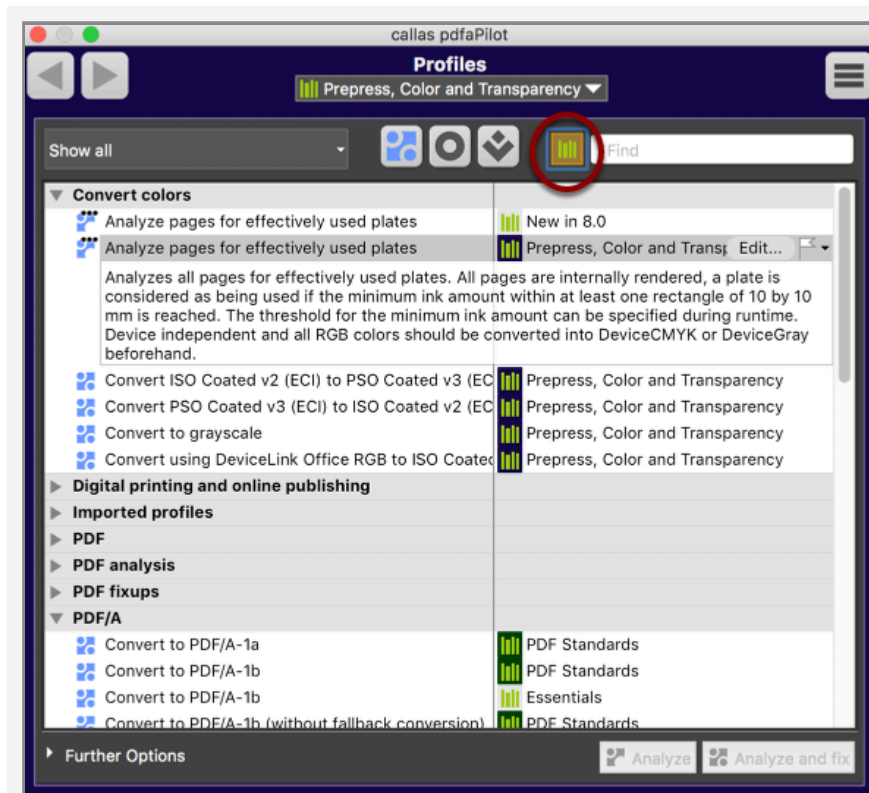 callas pdfaPilot
Profiles
Prepress, Color and Transparency
Show all
Find
Convert colors
Analyze pages for effectively used plates New in 8.0
Analyze pages for effectively used plates Prepress, Color and Transp Edit...
Analyzes all pages for effectively used plates. All pages are internally rendered, a plate is
considered as being used if the minimum ink amount within at least one rectangle of 10 by 10
mm is reached. The threshold for the minimum ink amount can be specified during runtime.
Device independent and all RGB colors should be converted into DeviceCMYK or DeviceGray
beforehand.
Convert ISO Coated v2 (ECI) to PSO Coated v3 (EC Prepress, Color and Transparency
Convert PSO Coated v3 (ECI) to ISO Coated v2 (EC Prepress, Color and Transparency
Convert to grayscale Prepress, Color and Transparency
Convert using DeviceLink Office RGB to ISO Coated Prepress, Color and Transparency
Digital printing and online publishing
Imported profiles
PDF
PDF analysis
PDF fixups
PDF/A
Convert to PDF/A-1a PDF Standards
Convert to PDF/A-1b PDF Standards
Convert to PDF/A-1b Essentials
Convert to PDF/A-1b (without fallback conversion) PDF Standards
Further Options
Analyze Analyze and fix